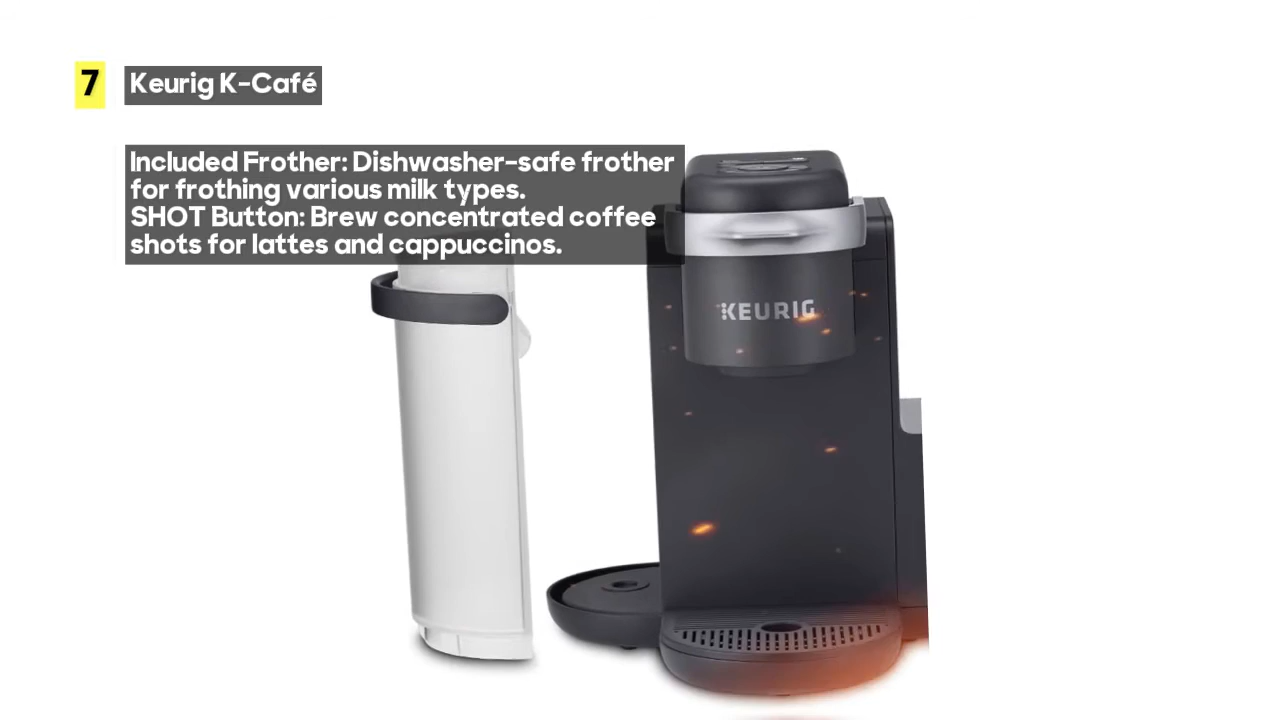 7
Keurig K-Café
Included Frother: Dishwasher-safe frother
for frothing various milk types.
SHOT Button: Brew concentrated coffee
shots for lattes and cappuccinos.
KEURIG